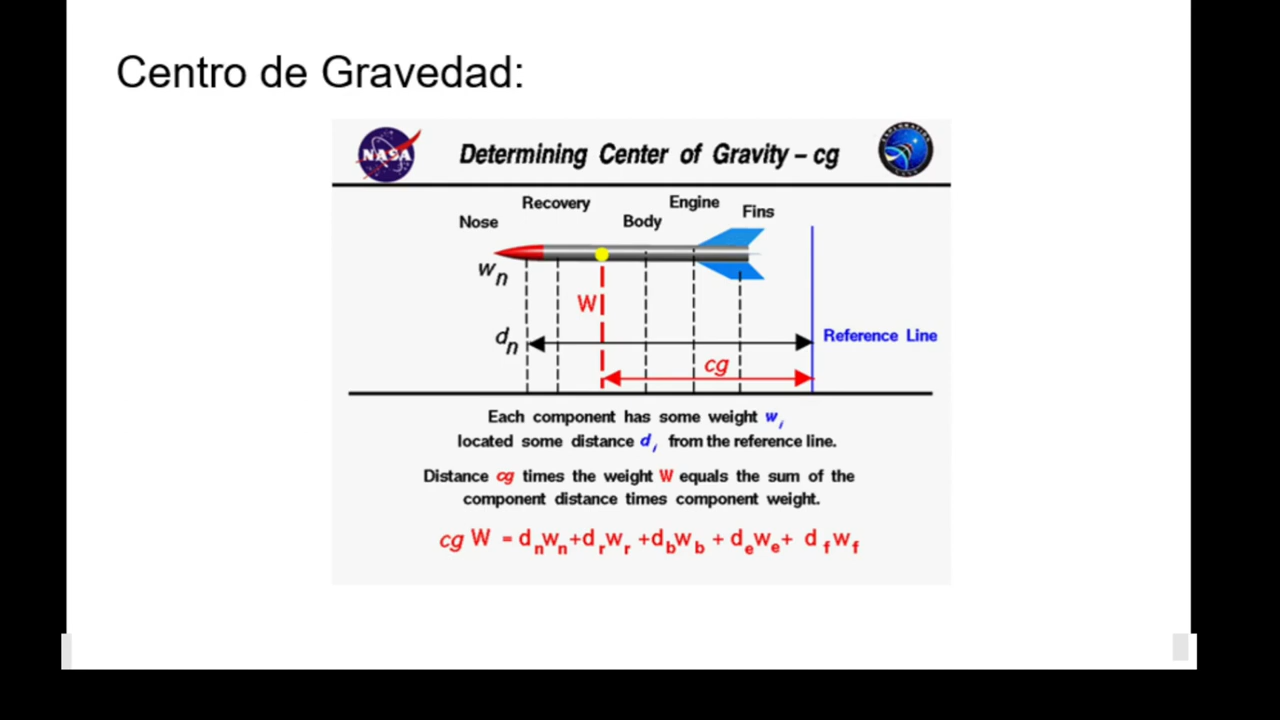 Centro de Gravedad:
NASA
Determining Center of Gravity – cg
Recovery
Engine
Nose
Body
Fins
wn
W
dn
Reference Line
cg
Each component has some weight wi
located some distance di from the reference line.
Distance cg times the weight W equals the sum of the
component distance times component weight.
cg W = dnwn+drwr +dbwb + dewe+ dfwf